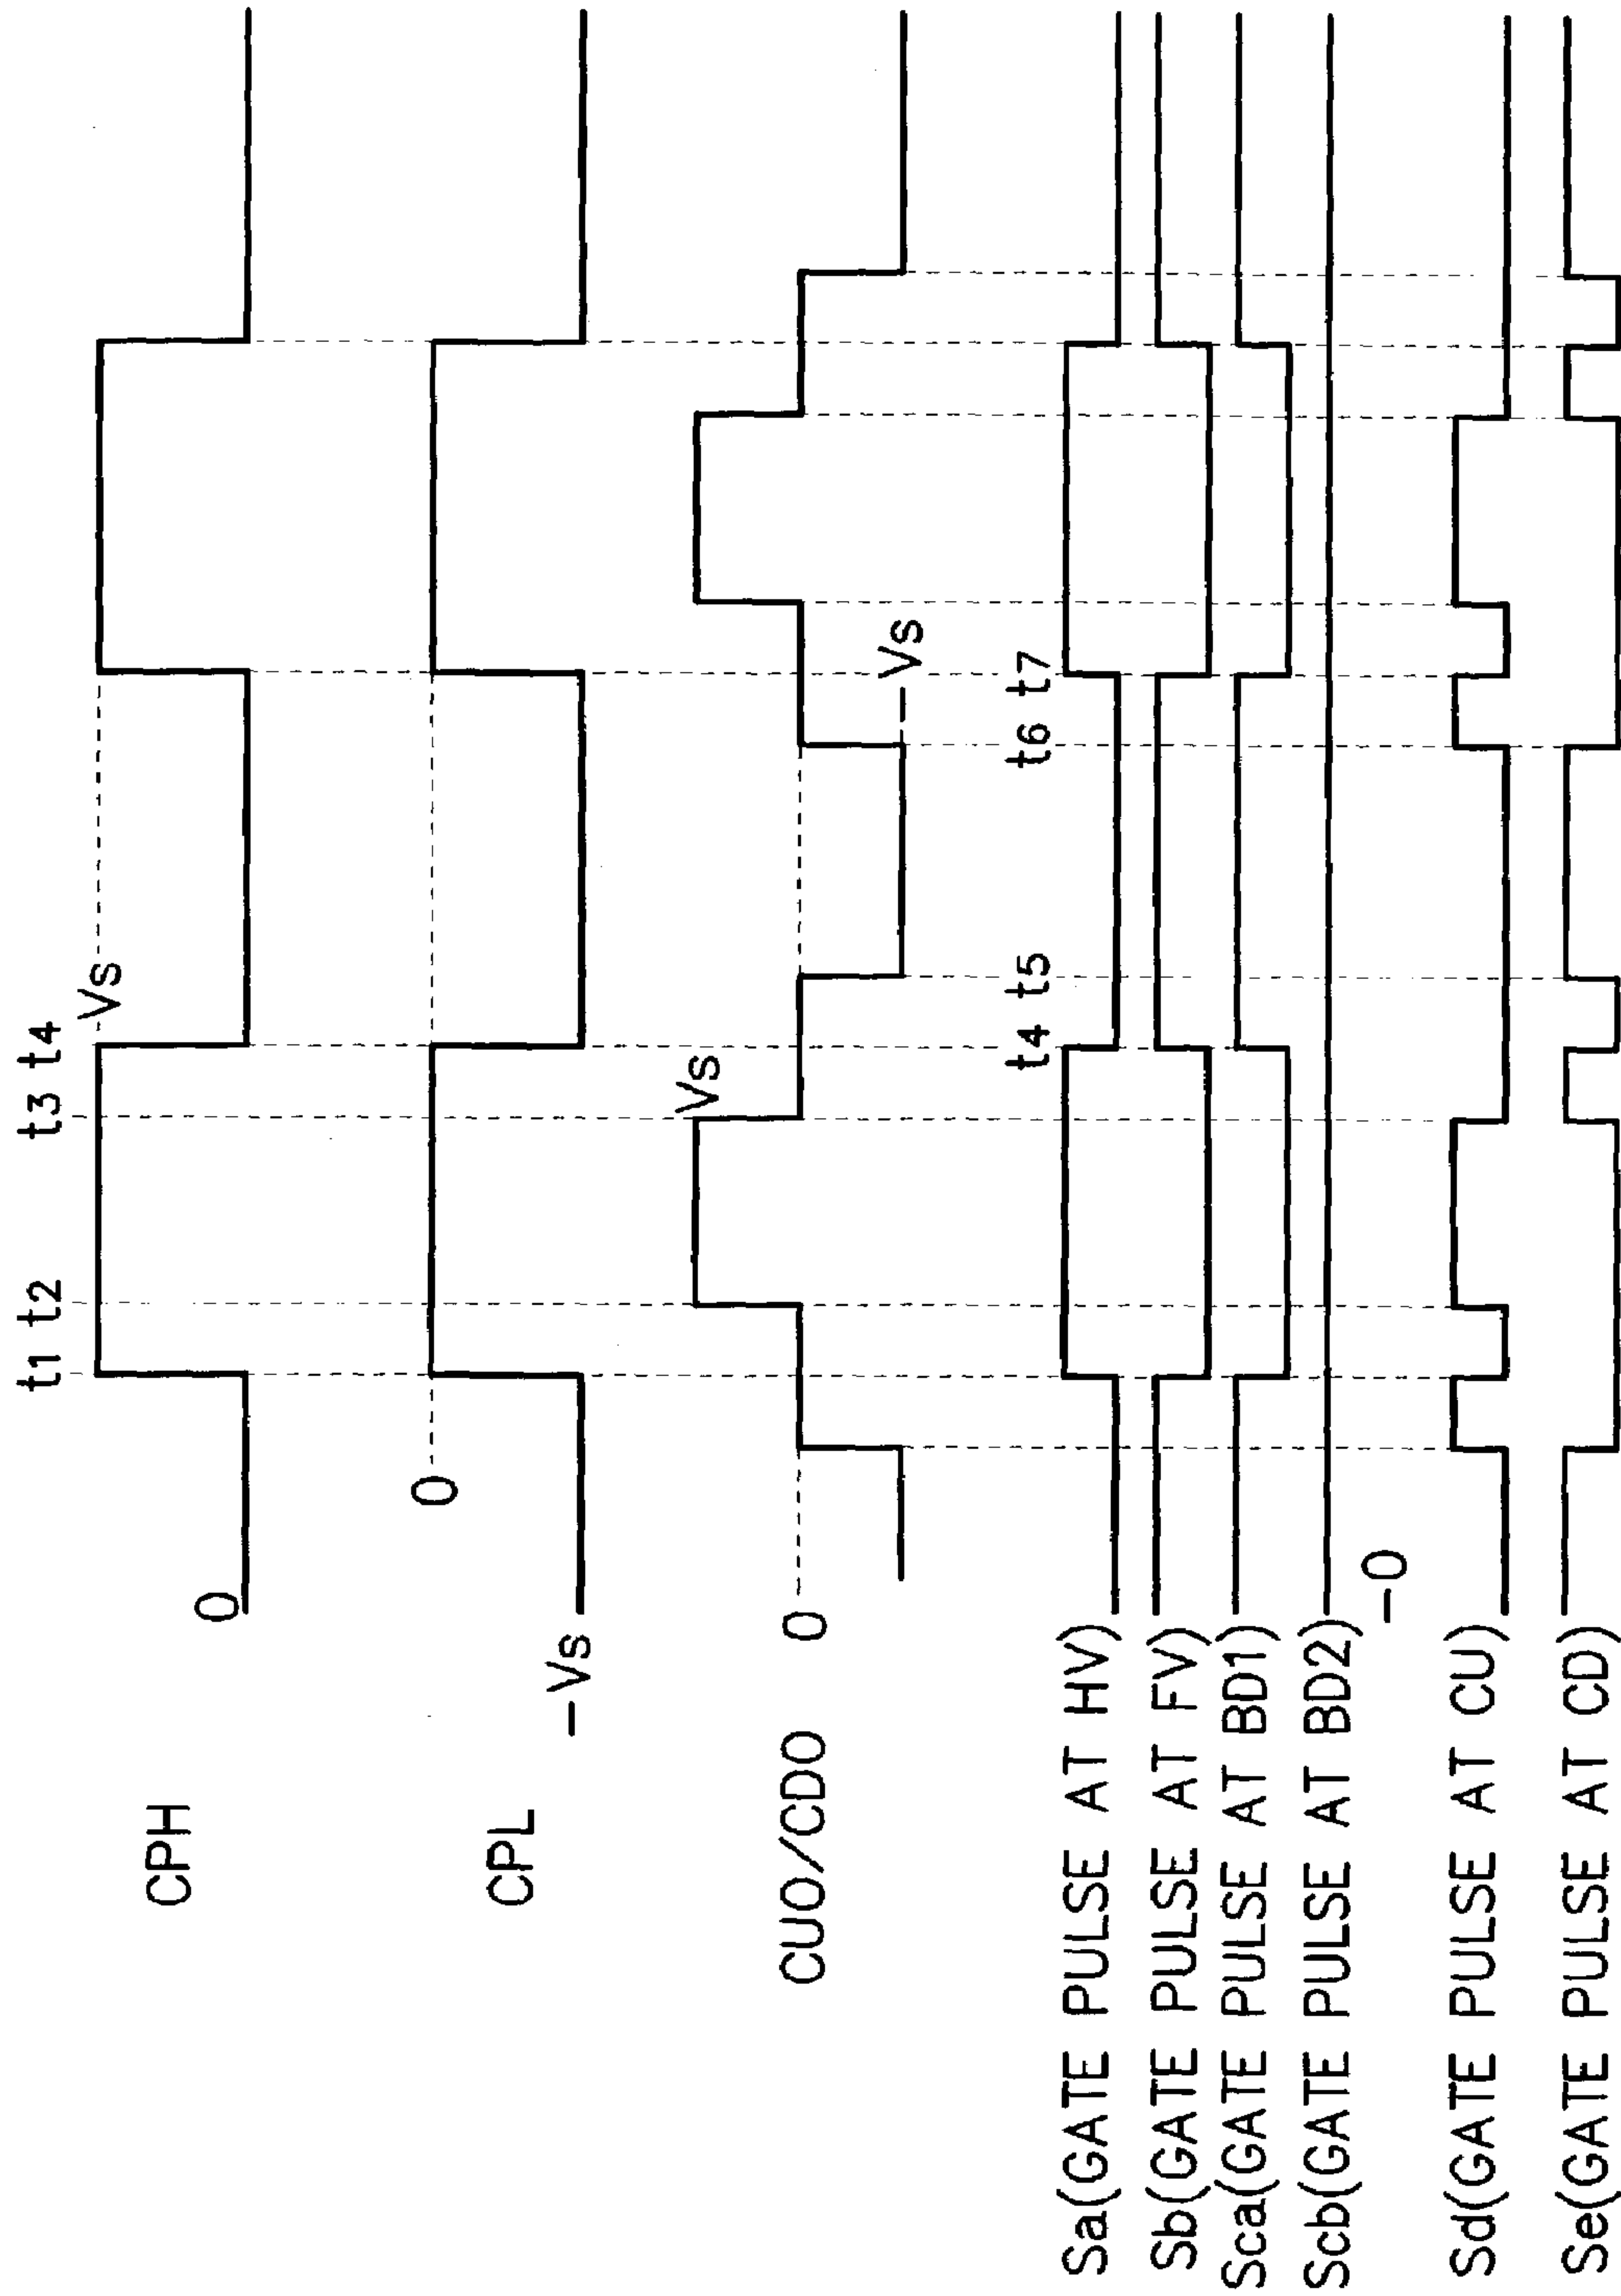 t1 t2 t3 t4
CPH
0
Vs
CPL
-Vs
0
CUO/CDO
0
Vs
Vs
t4 t5 t6 t7
Sa(GATE PULSE AT HV)
Sb(GATE PULSE AT FV)
Sca(GATE PULSE AT BD1)
Scb(GATE PULSE AT BD2)
-0
Sd(GATE PULSE AT CU)
Se(GATE PULSE AT CD)